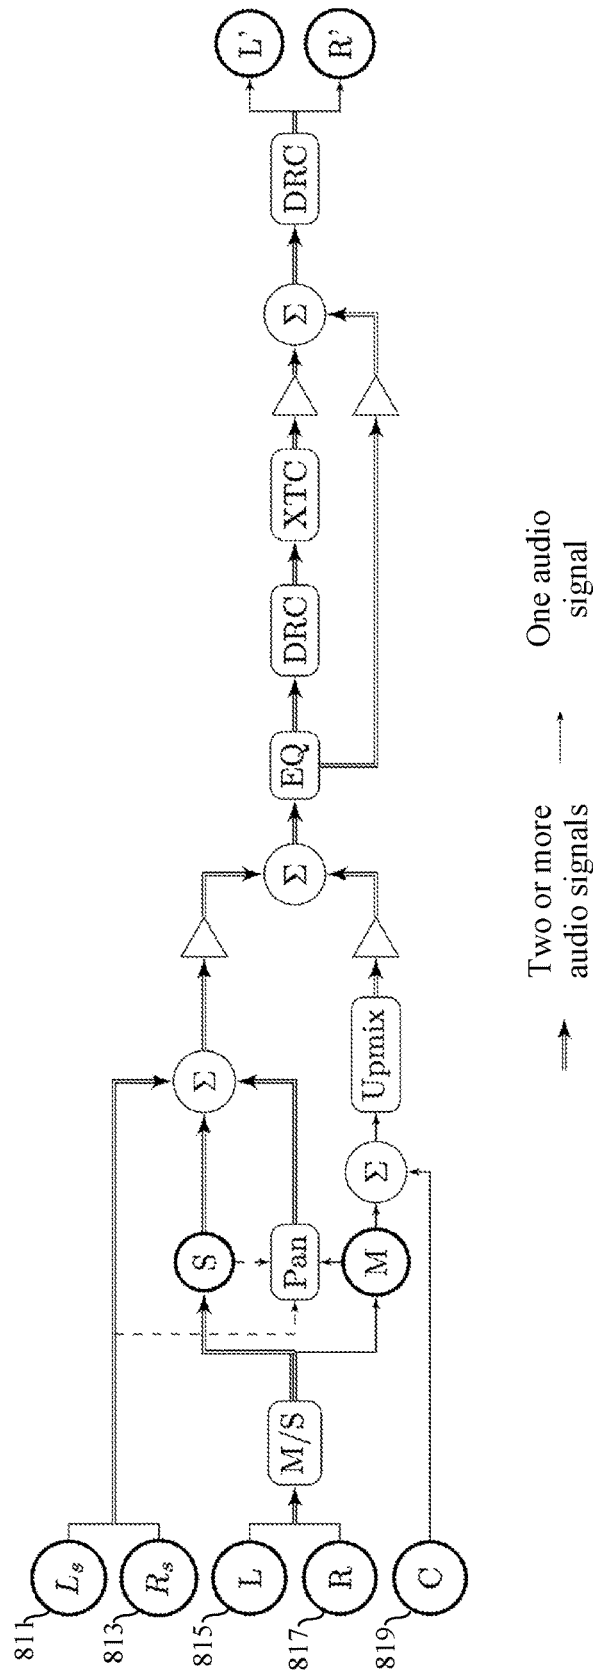 811
L_s
813
R_s
815
L
817
R
819
C
M/S
S
Pan
M
Σ
Σ
Upmix
Σ
EQ
DRC
XTC
Σ
DRC
L'
R'
Two or more
audio signals
One audio
signal